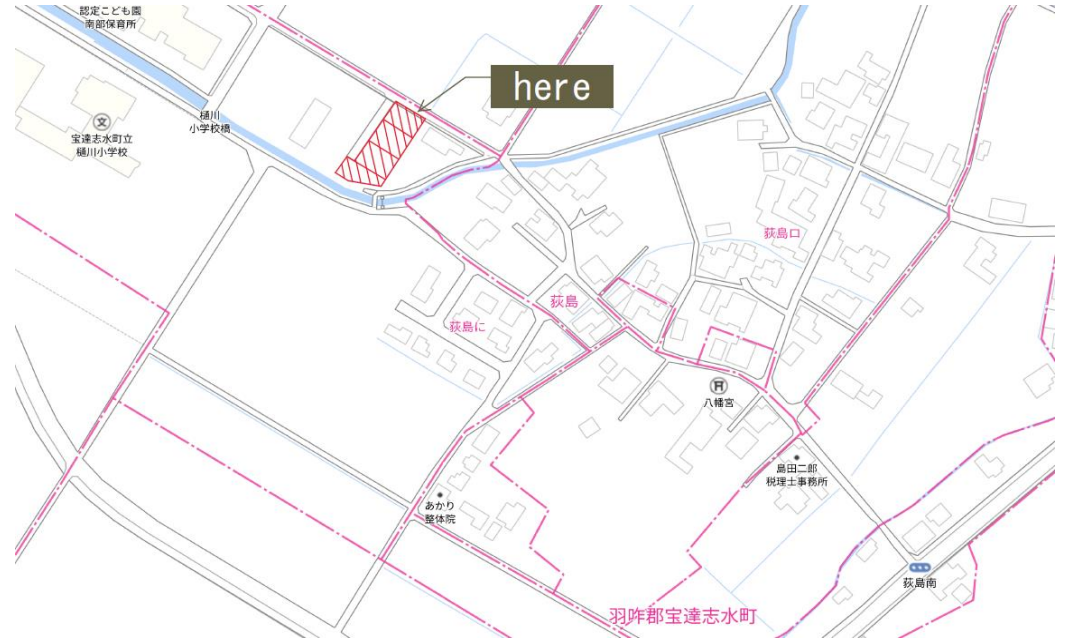 認定こども園
南部保育所
here
樋川
小学校橋
宝達志水町立
樋川小学校
荻島口
荻島
荻島に
八幡宮
島田二郎
税理士事務所
あかり
整体院
荻島南
羽咋郡宝達志水町